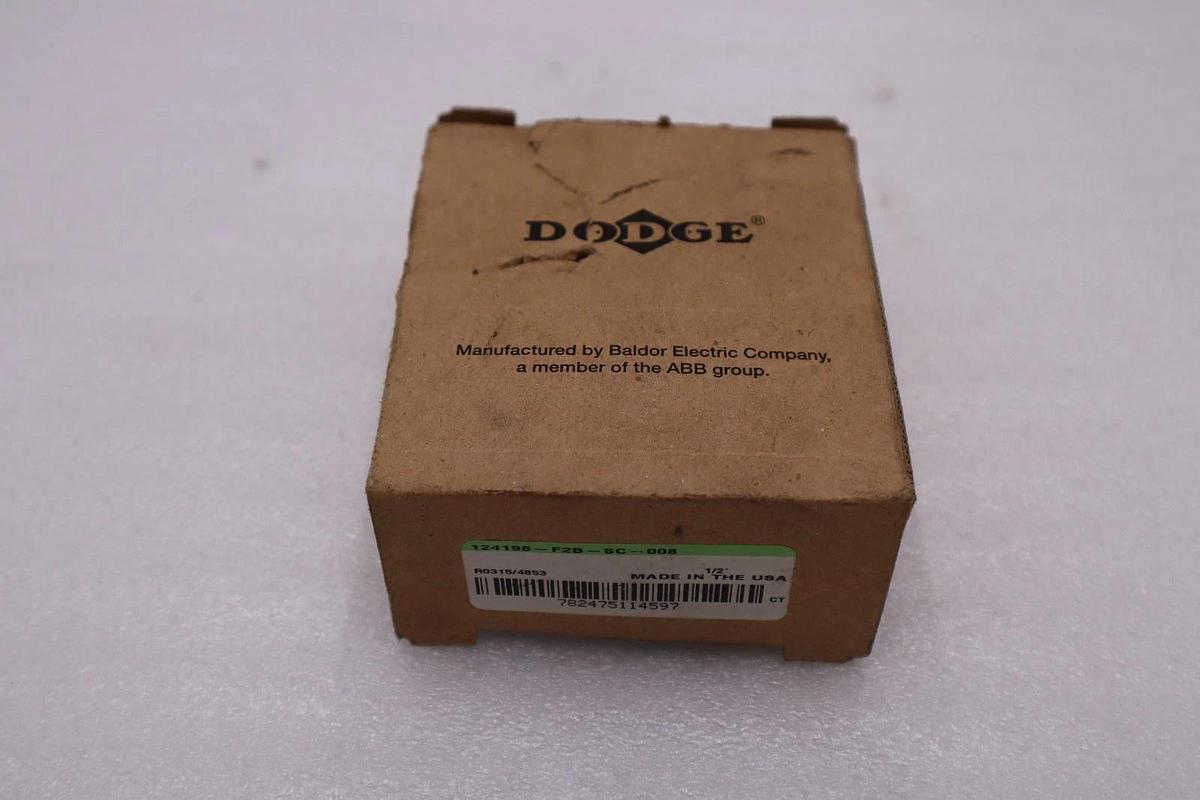 DODGE®
Manufactured by Baldor Electric Company,
a member of the ABB group.
124198-F2B-SC-008
R0315/4853 1/2"
MADE IN THE USA
CT
782475114597